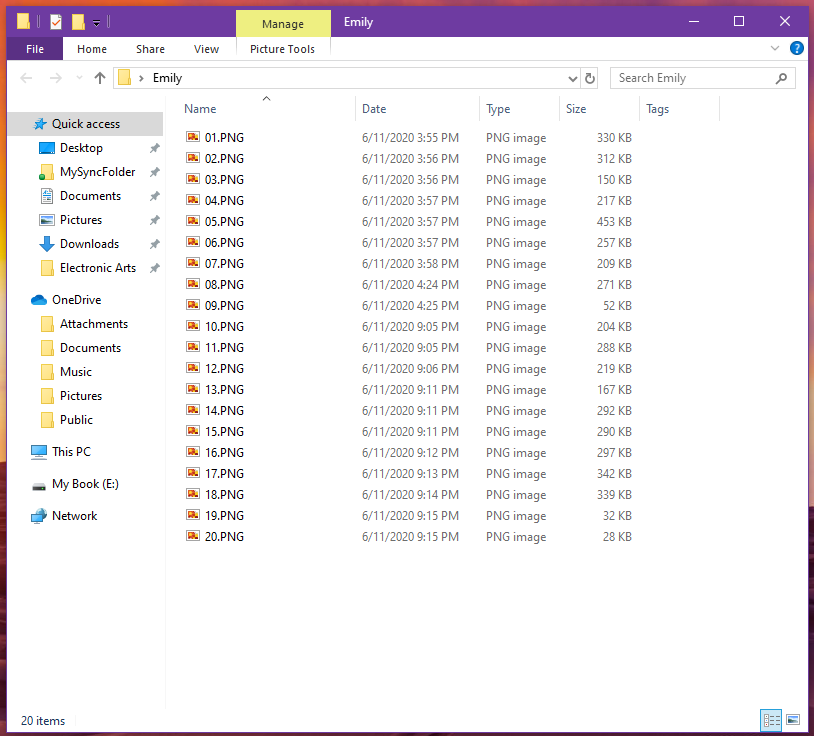 Manage Emily
File Home Share View Picture Tools ?
› Emily Search Emily
Name Date Type Size Tags
Quick access
Desktop
MySyncFolder
Documents
Pictures
Downloads
Electronic Arts
OneDrive
Attachments
Documents
Music
Pictures
Public
This PC
My Book (E:)
Network
01.PNG 6/11/2020 3:55 PM PNG image 330 KB
02.PNG 6/11/2020 3:56 PM PNG image 312 KB
03.PNG 6/11/2020 3:56 PM PNG image 150 KB
04.PNG 6/11/2020 3:57 PM PNG image 217 KB
05.PNG 6/11/2020 3:57 PM PNG image 453 KB
06.PNG 6/11/2020 3:57 PM PNG image 257 KB
07.PNG 6/11/2020 3:58 PM PNG image 209 KB
08.PNG 6/11/2020 4:24 PM PNG image 271 KB
09.PNG 6/11/2020 4:25 PM PNG image 52 KB
10.PNG 6/11/2020 9:05 PM PNG image 204 KB
11.PNG 6/11/2020 9:05 PM PNG image 288 KB
12.PNG 6/11/2020 9:06 PM PNG image 219 KB
13.PNG 6/11/2020 9:11 PM PNG image 167 KB
14.PNG 6/11/2020 9:11 PM PNG image 292 KB
15.PNG 6/11/2020 9:11 PM PNG image 290 KB
16.PNG 6/11/2020 9:12 PM PNG image 297 KB
17.PNG 6/11/2020 9:13 PM PNG image 342 KB
18.PNG 6/11/2020 9:14 PM PNG image 339 KB
19.PNG 6/11/2020 9:15 PM PNG image 32 KB
20.PNG 6/11/2020 9:15 PM PNG image 28 KB
20 items